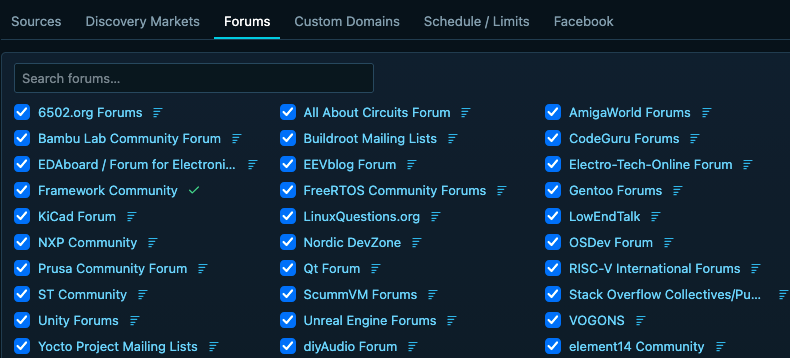 Sources Discovery Markets Forums Custom Domains Schedule / Limits Facebook
Search forums...
6502.org Forums All About Circuits Forum AmigaWorld Forums
Bambu Lab Community Forum Buildroot Mailing Lists CodeGuru Forums
EDAboard / Forum for Electroni... EEVblog Forum Electro-Tech-Online Forum
Framework Community FreeRTOS Community Forums Gentoo Forums
KiCad Forum LinuxQuestions.org LowEndTalk
NXP Community Nordic DevZone OSDev Forum
Prusa Community Forum Qt Forum RISC-V International Forums
ST Community ScummVM Forums Stack Overflow Collectives/Pu...
Unity Forums Unreal Engine Forums VOGONS
Yocto Project Mailing Lists diyAudio Forum element14 Community